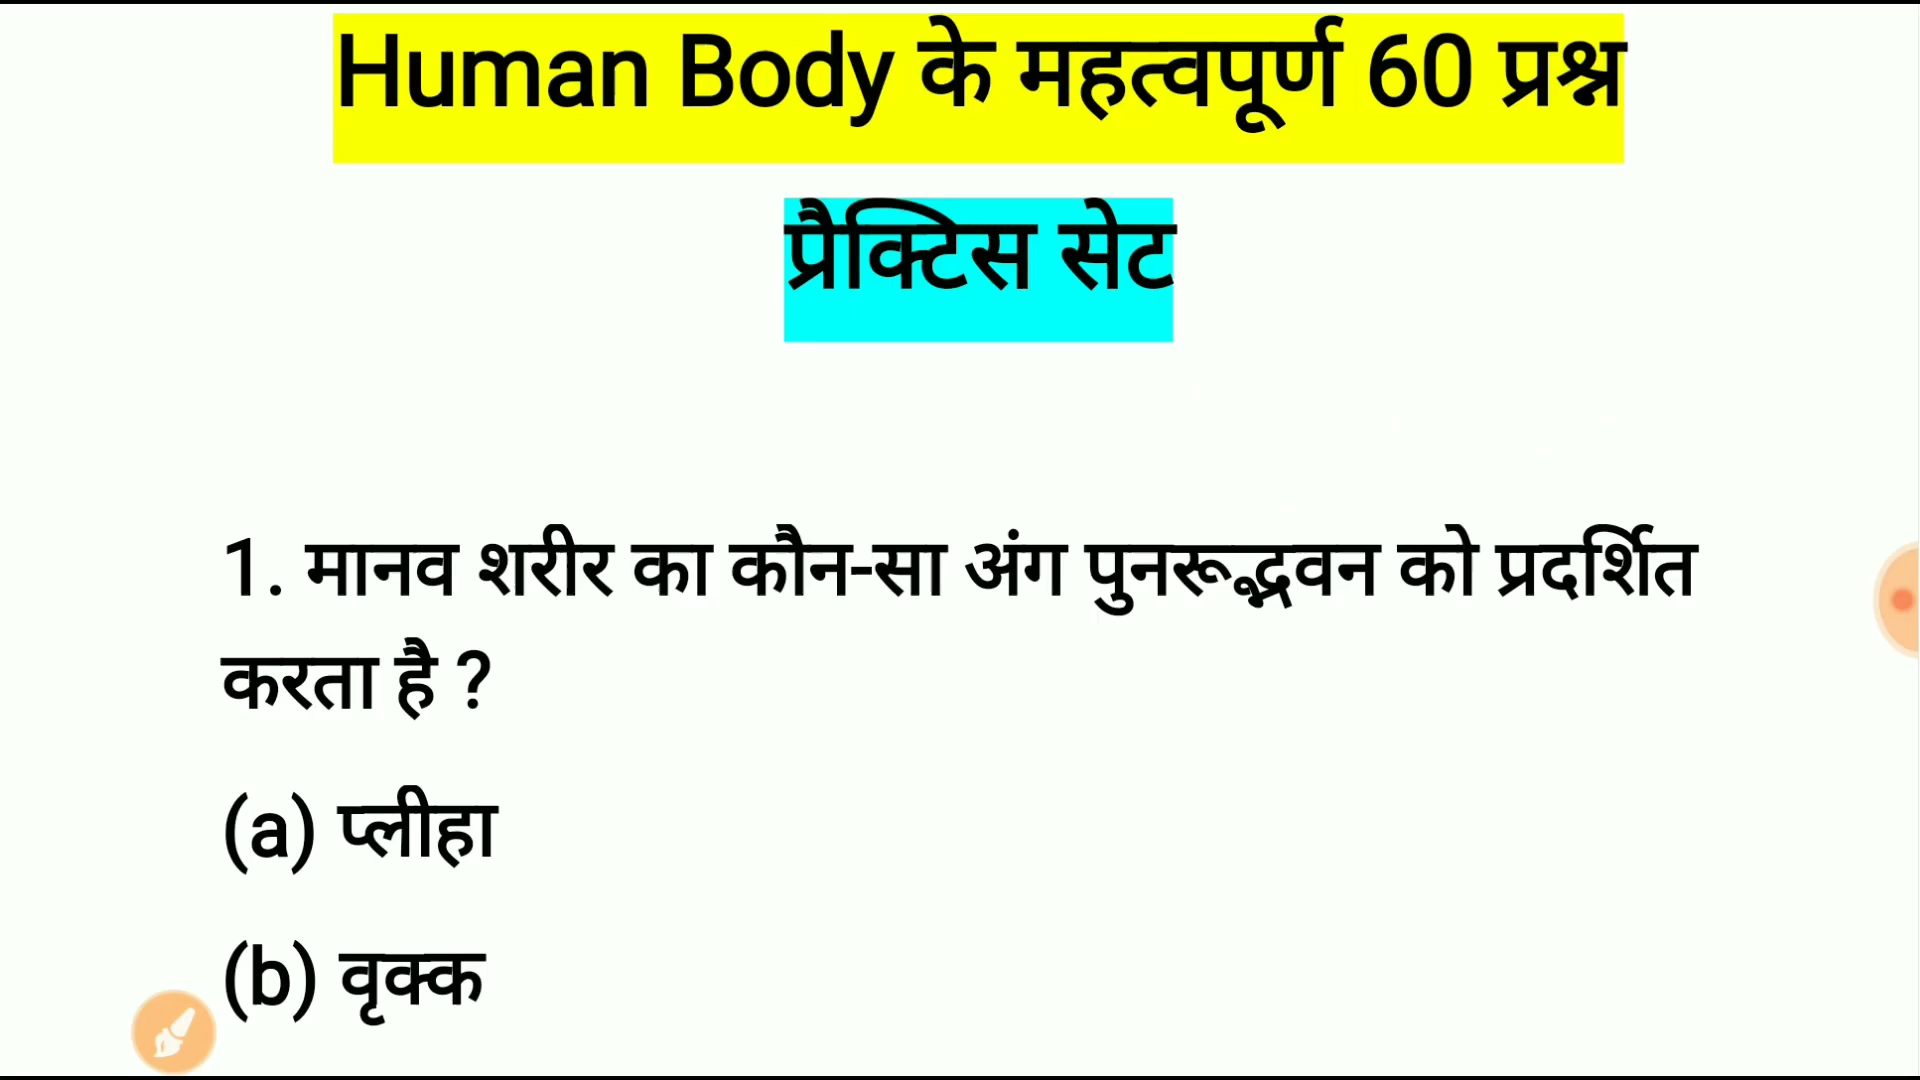 Human Body के महत्वपूर्ण 60 प्रश्न
प्रैक्टिस सेट
1. मानव शरीर का कौन-सा अंग पुनरूद्भवन को प्रदर्शित
करता है ?
(a) प्लीहा
(b) वृक्क